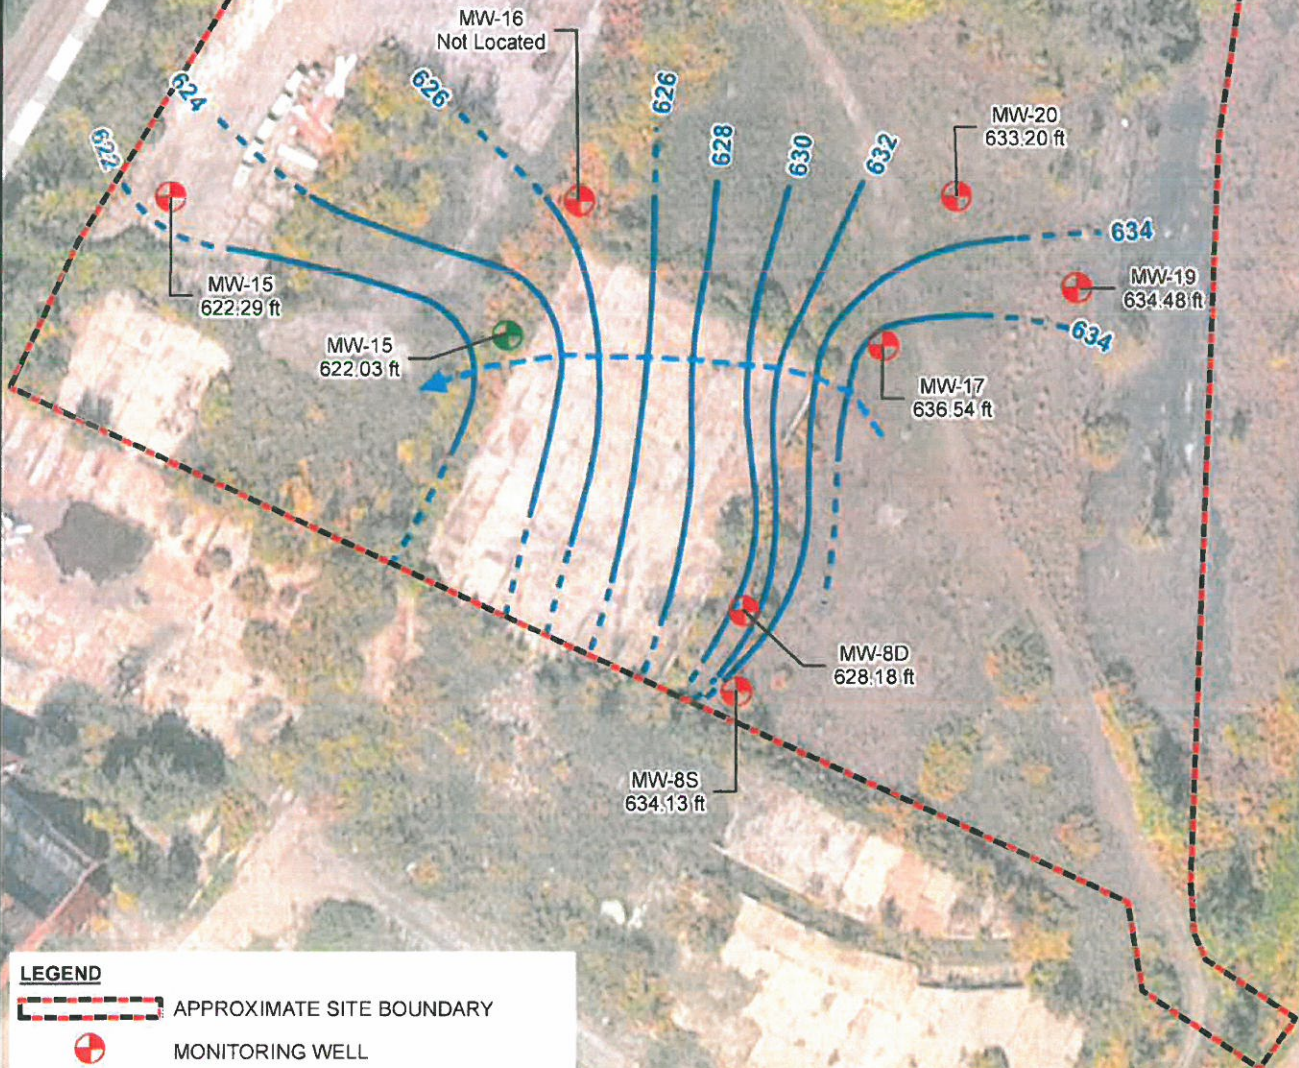 MW-16
Not Located
624
626
626
622
628
630
632
MW-20
633.20 ft
634
MW-15
622.29 ft
MW-19
634.48 ft
MW-15
622.03 ft
634
MW-17
636.54 ft
MW-8D
628.18 ft
MW-8S
634.13 ft
LEGEND
APPROXIMATE SITE BOUNDARY
MONITORING WELL